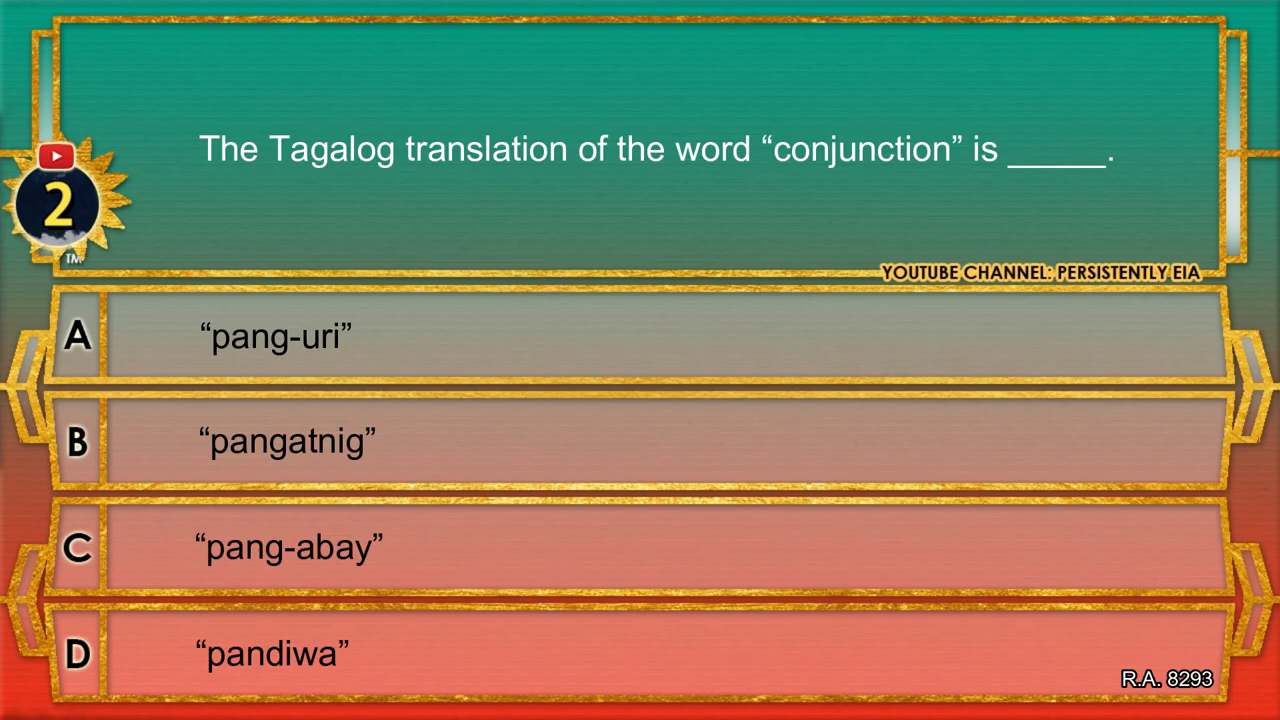 The Tagalog translation of the word “conjunction” is _____.
2
TM
YOUTUBE CHANNEL: PERSISTENTLY EIA
A “pang-uri”
B “pangatnig”
C “pang-abay”
D “pandiwa”
R.A. 8293